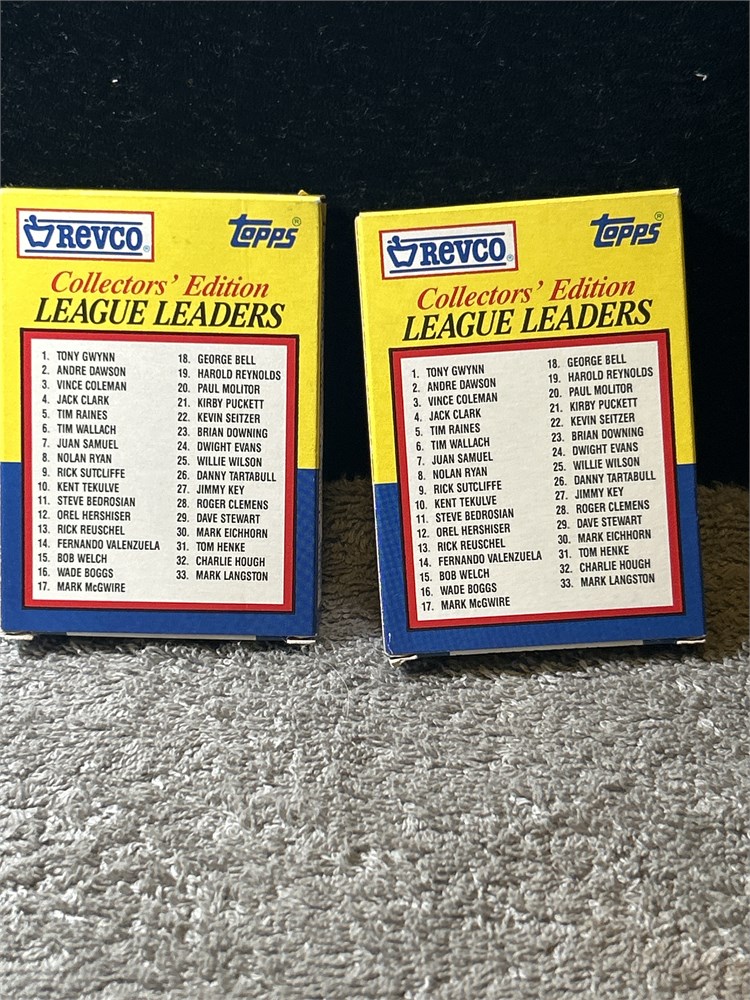 REVCO®
TOPPS®
Collectors' Edition
LEAGUE LEADERS
1. TONY GWYNN
2. ANDRE DAWSON
3. VINCE COLEMAN
4. JACK CLARK
5. TIM RAINES
6. TIM WALLACH
7. JUAN SAMUEL
8. NOLAN RYAN
9. RICK SUTCLIFFE
10. KENT TEKULVE
11. STEVE BEDROSIAN
12. OREL HERSHISER
13. RICK REUSCHEL
14. FERNANDO VALENZUELA
15. BOB WELCH
16. WADE BOGGS
17. MARK McGWIRE
18. GEORGE BELL
19. HAROLD REYNOLDS
20. PAUL MOLITOR
21. KIRBY PUCKETT
22. KEVIN SEITZER
23. BRIAN DOWNING
24. DWIGHT EVANS
25. WILLIE WILSON
26. DANNY TARTABULL
27. JIMMY KEY
28. ROGER CLEMENS
29. DAVE STEWART
30. MARK EICHHORN
31. TOM HENKE
32. CHARLIE HOUGH
33. MARK LANGSTON
REVCO®
TOPPS®
Collectors' Edition
LEAGUE LEADERS
1. TONY GWYNN
2. ANDRE DAWSON
3. VINCE COLEMAN
4. JACK CLARK
5. TIM RAINES
6. TIM WALLACH
7. JUAN SAMUEL
8. NOLAN RYAN
9. RICK SUTCLIFFE
10. KENT TEKULVE
11. STEVE BEDROSIAN
12. OREL HERSHISER
13. RICK REUSCHEL
14. FERNANDO VALENZUELA
15. BOB WELCH
16. WADE BOGGS
17. MARK McGWIRE
18. GEORGE BELL
19. HAROLD REYNOLDS
20. PAUL MOLITOR
21. KIRBY PUCKETT
22. KEVIN SEITZER
23. BRIAN DOWNING
24. DWIGHT EVANS
25. WILLIE WILSON
26. DANNY TARTABULL
27. JIMMY KEY
28. ROGER CLEMENS
29. DAVE STEWART
30. MARK EICHHORN
31. TOM HENKE
32. CHARLIE HOUGH
33. MARK LANGSTON